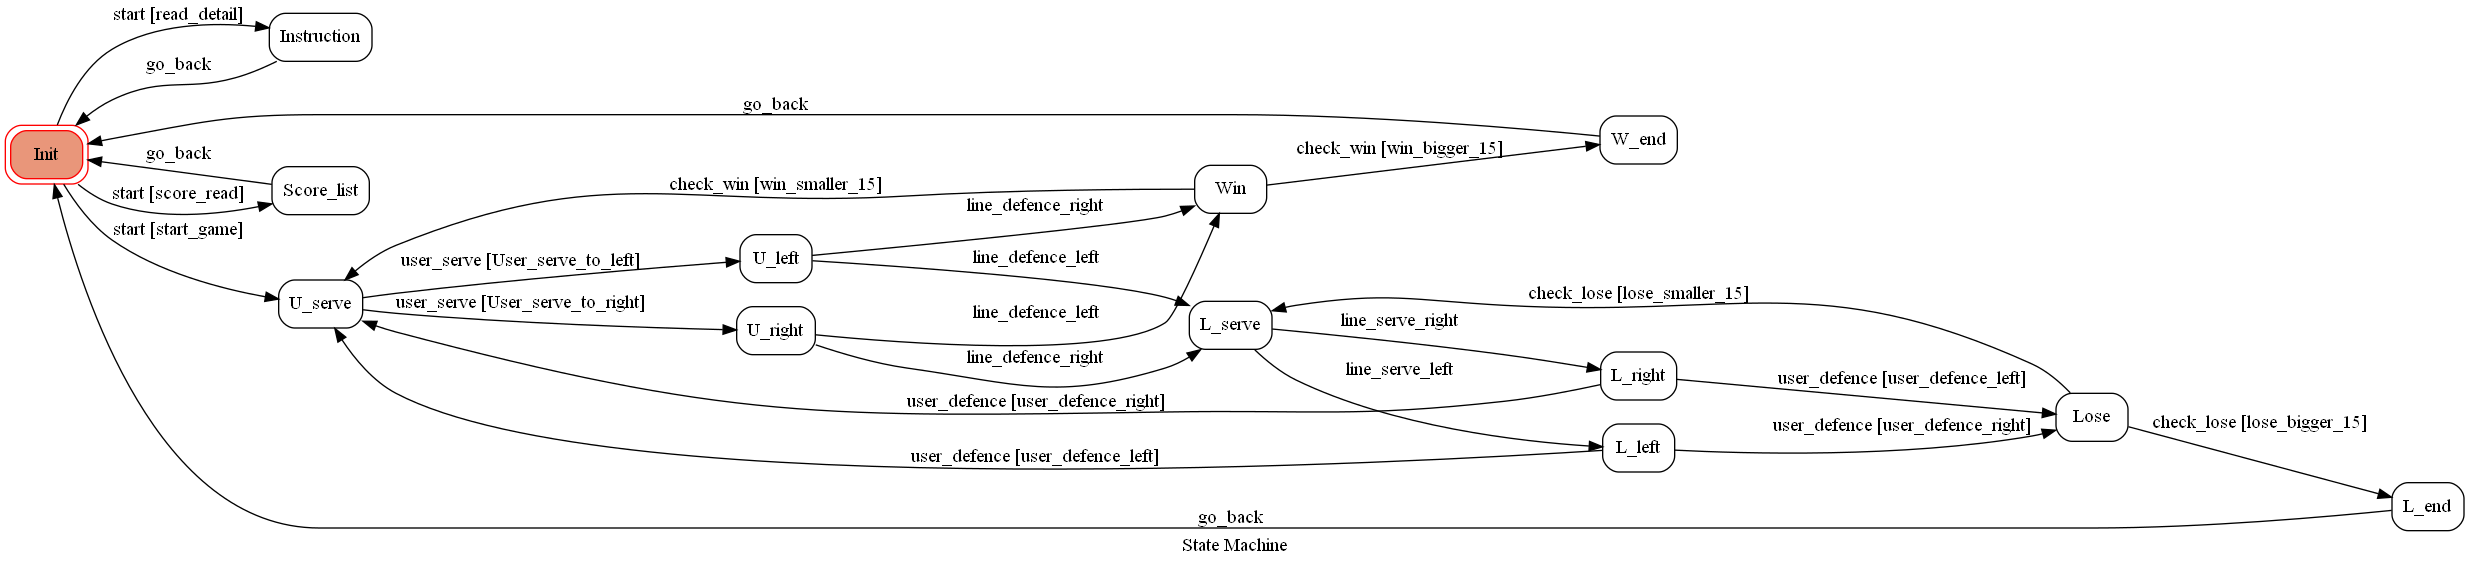 start [read_detail]
Instruction
go_back
go_back
W_end
check_win [win_bigger_15]
Init
go_back
Score_list
start [score_read]
start [start_game]
check_win [win_smaller_15]
Win
line_defence_right
user_serve [User_serve_to_left]
U_left
line_defence_left
U_serve
user_serve [User_serve_to_right]
U_right
line_defence_left
line_defence_right
L_serve
check_lose [lose_smaller_15]
line_serve_right
line_serve_left
L_right
user_defence [user_defence_left]
user_defence [user_defence_right]
Lose
check_lose [lose_bigger_15]
user_defence [user_defence_right]
L_left
user_defence [user_defence_left]
L_end
go_back
State Machine